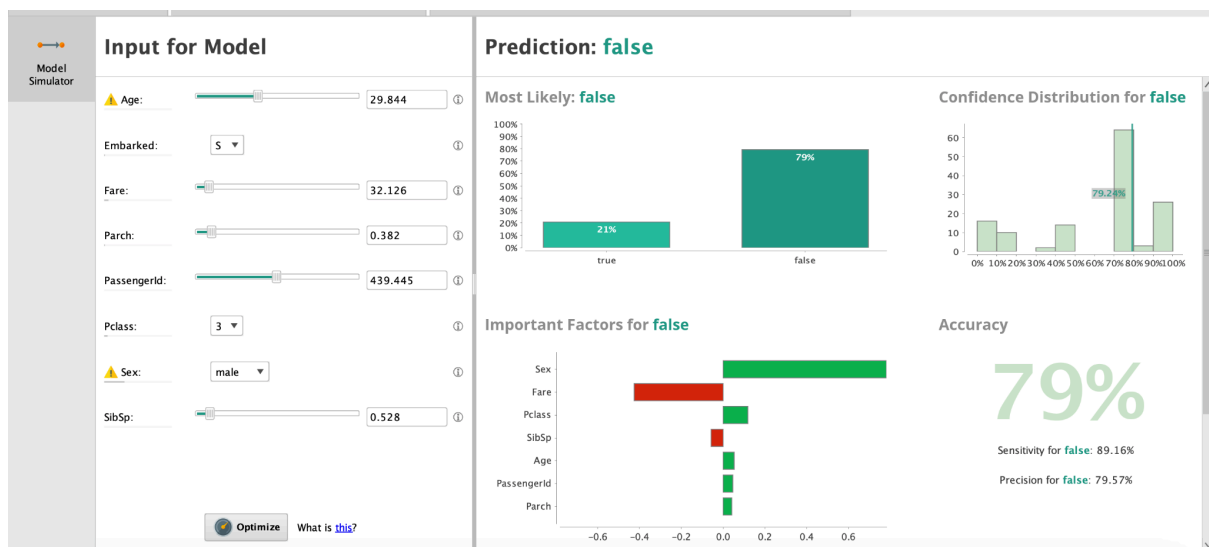 Model
Simulator
Input for Model
Age:
29.844
Embarked:
S
Fare:
32.126
Parch:
0.382
PassengerId:
439.445
Pclass:
3
Sex:
male
SibSp:
0.528
Optimize
What is this?
Prediction: false
Most Likely: false
100%
90%
80%
70%
60%
50%
40%
30%
20%
10%
0%
21%
79%
true
false
Confidence Distribution for false
60
50
40
30
20
10
0
79.24%
0% 10%20%30%40%50%60%70%80%90%100%
Important Factors for false
Sex
Fare
Pclass
SibSp
Age
PassengerId
Parch
-0.6 -0.4 -0.2 0.0 0.2 0.4 0.6
Accuracy
79%
Sensitivity for false: 89.16%
Precision for false: 79.57%